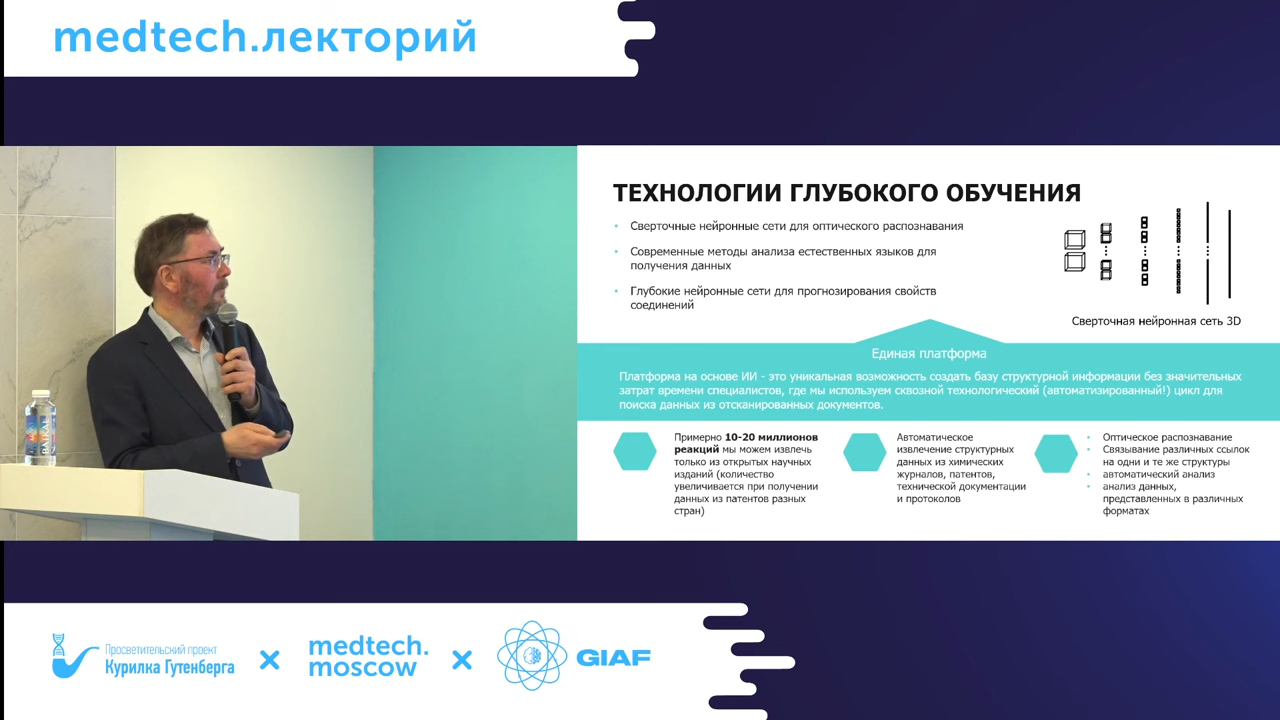 medtech.лекторий
ТЕХНОЛОГИИ ГЛУБОКОГО ОБУЧЕНИЯ
• Сверточные нейронные сети для оптического распознавания
• Современные методы анализа естественных языков для
получения данных
• Глубокие нейронные сети для прогнозирования свойств
соединений
Сверточная нейронная сеть 3D
Единая платформа
Платформа на основе ИИ - это уникальная возможность создать базу структурной информации без значительных
затрат времени специалистов, где мы используем сквозной технологический (автоматизированный!) цикл для
поиска данных из отсканированных документов.
Примерно 10-20 миллионов
реакций мы можем извлечь
только из открытых научных
изданий (количество
увеличивается при получении
данных из патентов разных
стран)
Автоматическое
извлечение структурных
данных из химических
журналов, патентов,
технической документации
и протоколов
• Оптическое распознавание
• Связывание различных ссылок
на одни и те же структуры
• автоматический анализ
• анализ данных,
представленных в различных
форматах
BAIKAL
Просветительский проект
Курилка Гутенберга
medtech.
moscow
GIAF